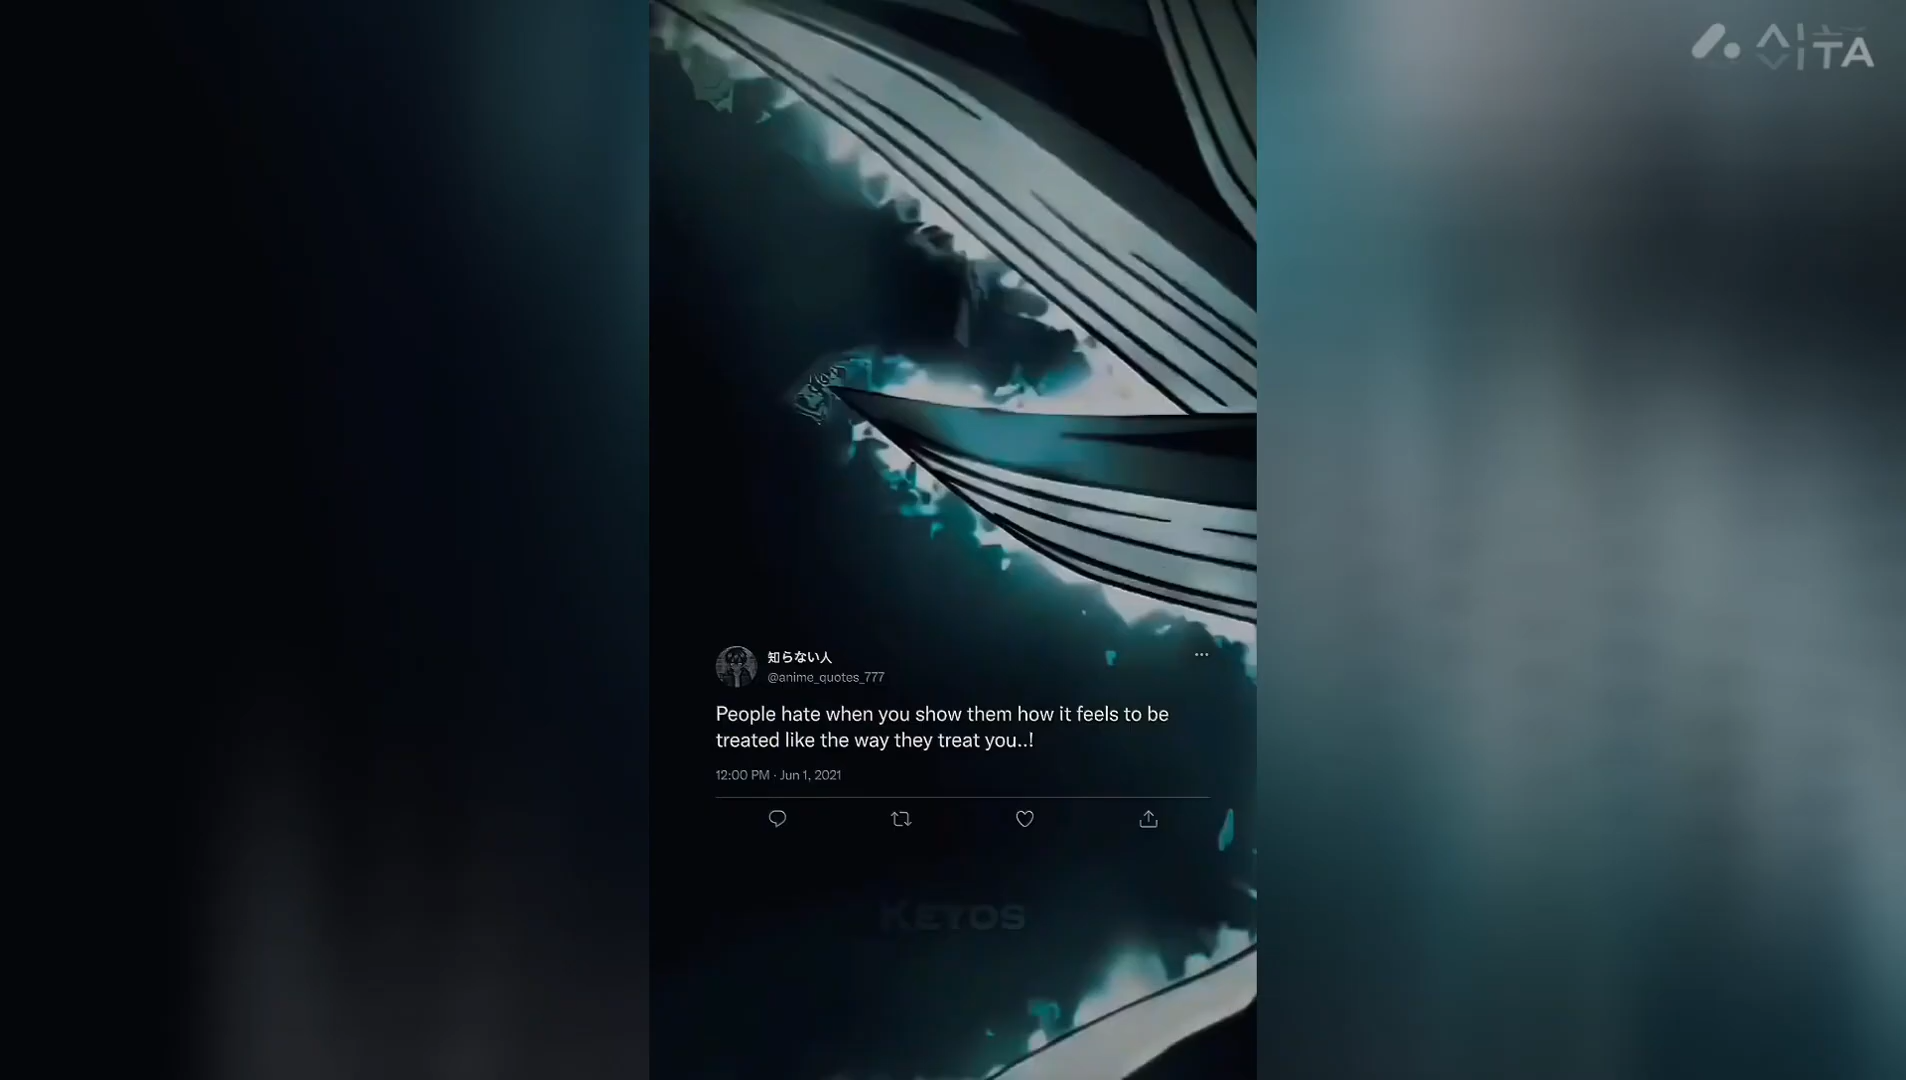 知らない人
@anime_quotes_777
People hate when you show them how it feels to be
treated like the way they treat you..!
12:00 PM · Jun 1, 2021
KEYOS